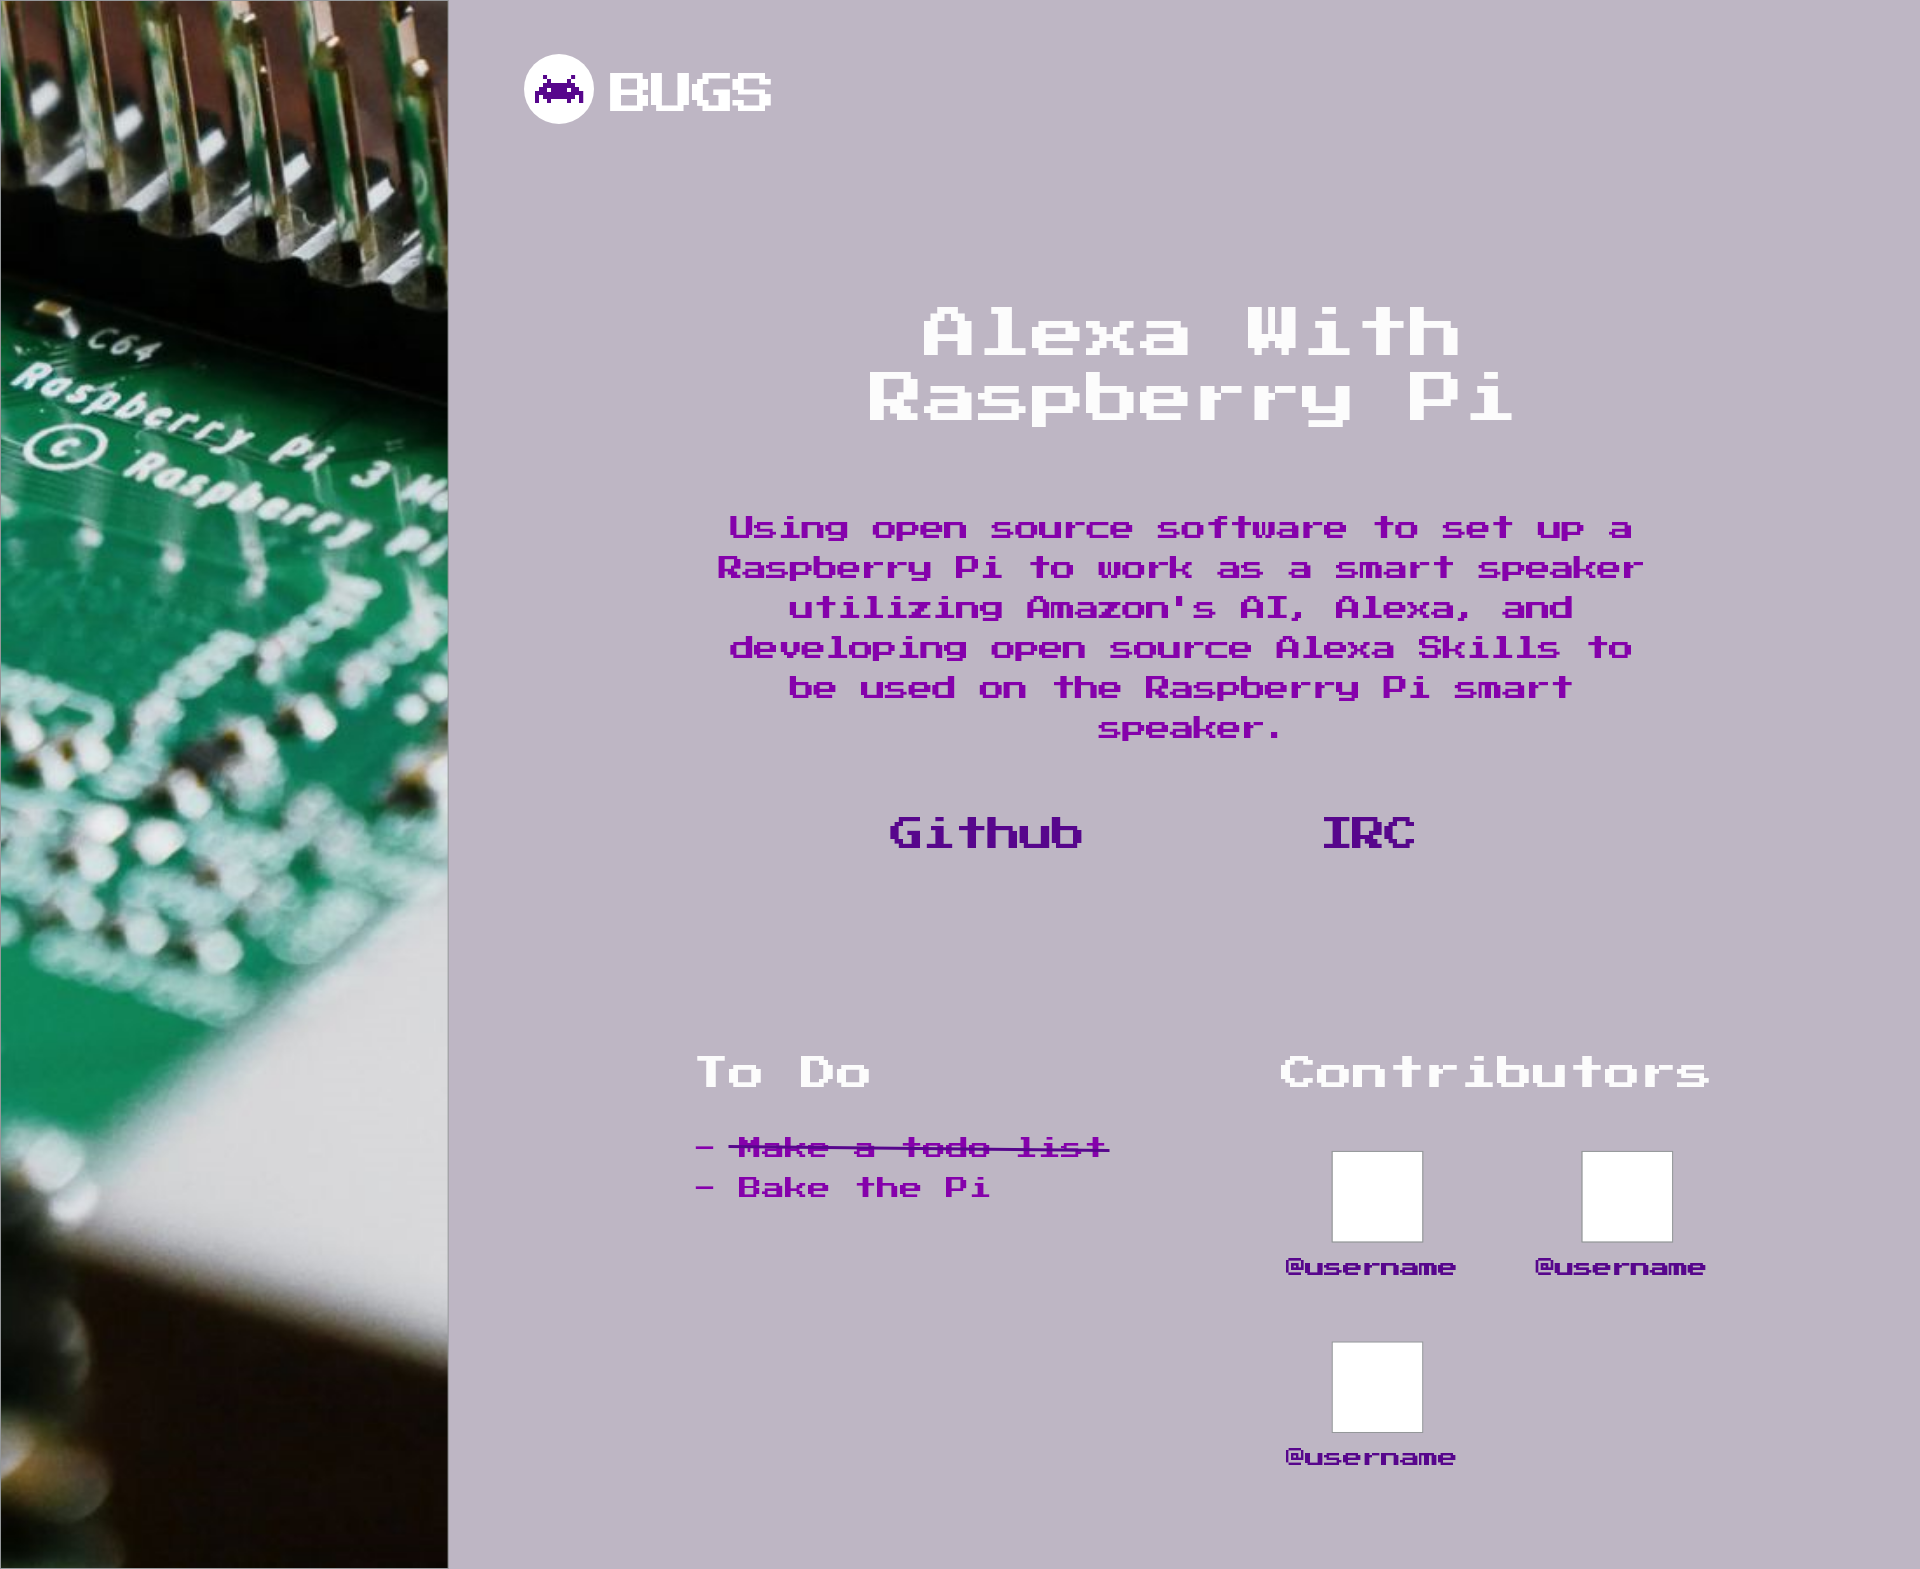 BUGS
C64
Raspberry Pi 3 Mo
© Raspberry Pi
Alexa With
Raspberry Pi
Using open source software to set up a
Raspberry Pi to work as a smart speaker
utilizing Amazon's AI, Alexa, and
developing open source Alexa Skills to
be used on the Raspberry Pi smart
speaker.
Github IRC
To Do
- Make a todo list
- Bake the Pi
Contributors
@username @username
@username